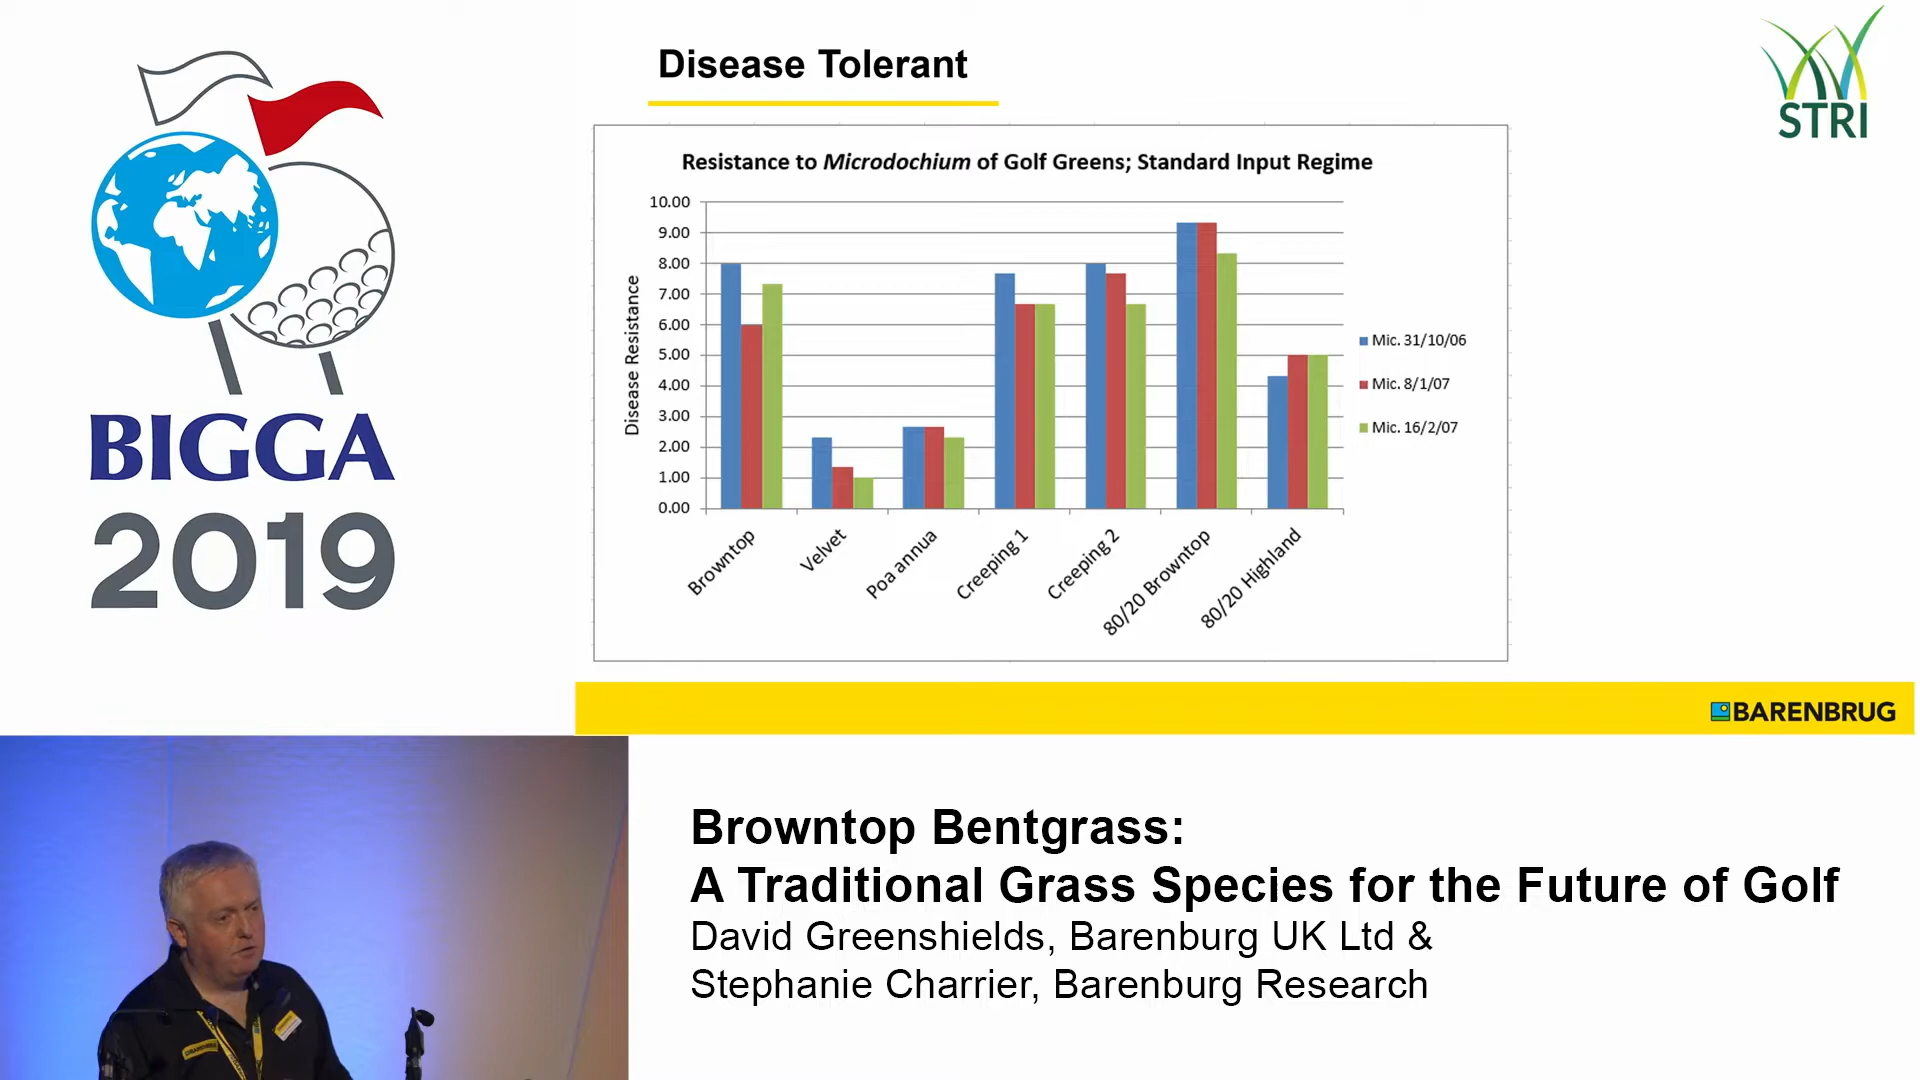 Disease Tolerant
STRI
Resistance to Microdochium of Golf Greens; Standard Input Regime
10.00
9.00
8.00
7.00
6.00
5.00
4.00
3.00
2.00
1.00
0.00
Disease Resistance
Browntop
Velvet
Poa annua
Creeping 1
Creeping 2
80/20 Browntop
80/20 Highland
Mic. 31/10/06
Mic. 8/1/07
Mic. 16/2/07
BIGGA
2019
BARENBRUG
Browntop Bentgrass:
A Traditional Grass Species for the Future of Golf
David Greenshields, Barenburg UK Ltd &
Stephanie Charrier, Barenburg Research